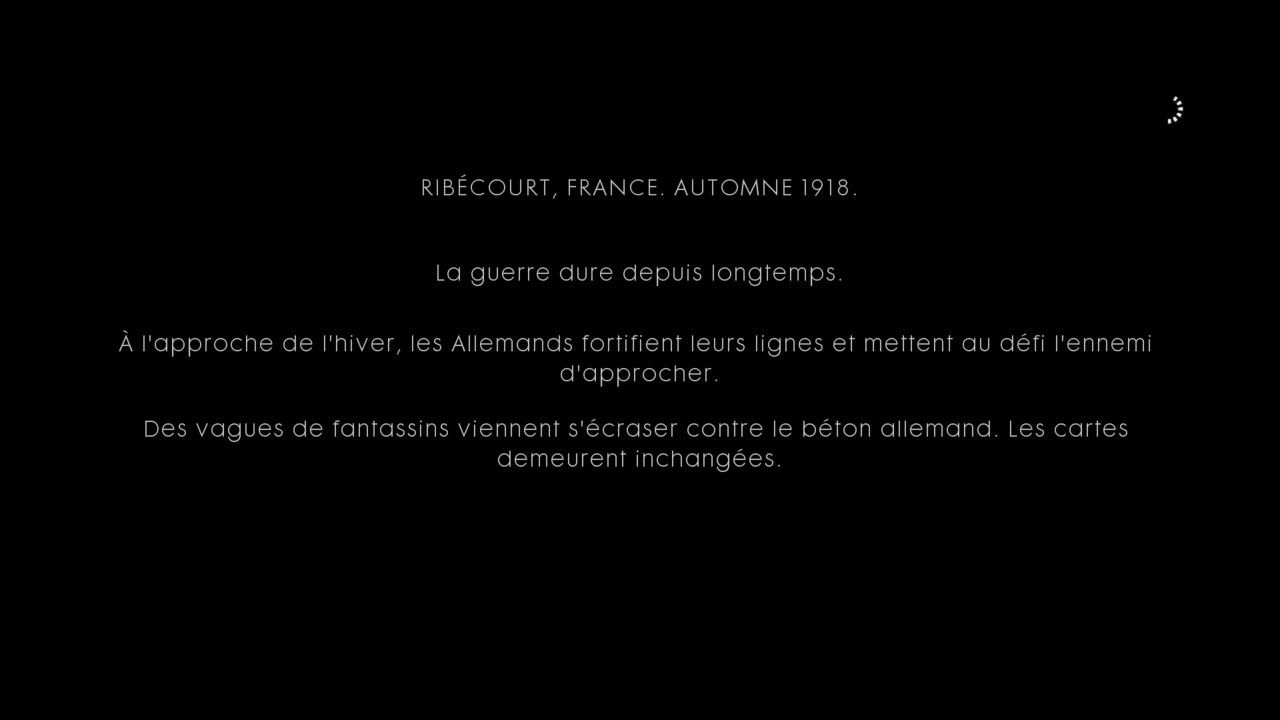 RIBÉCOURT, FRANCE. AUTOMNE 1918.
La guerre dure depuis longtemps.
À l'approche de l'hiver, les Allemands fortifient leurs lignes et mettent au défi l'ennemi
d'approcher.
Des vagues de fantassins viennent s'écraser contre le béton allemand. Les cartes
demeurent inchangées.